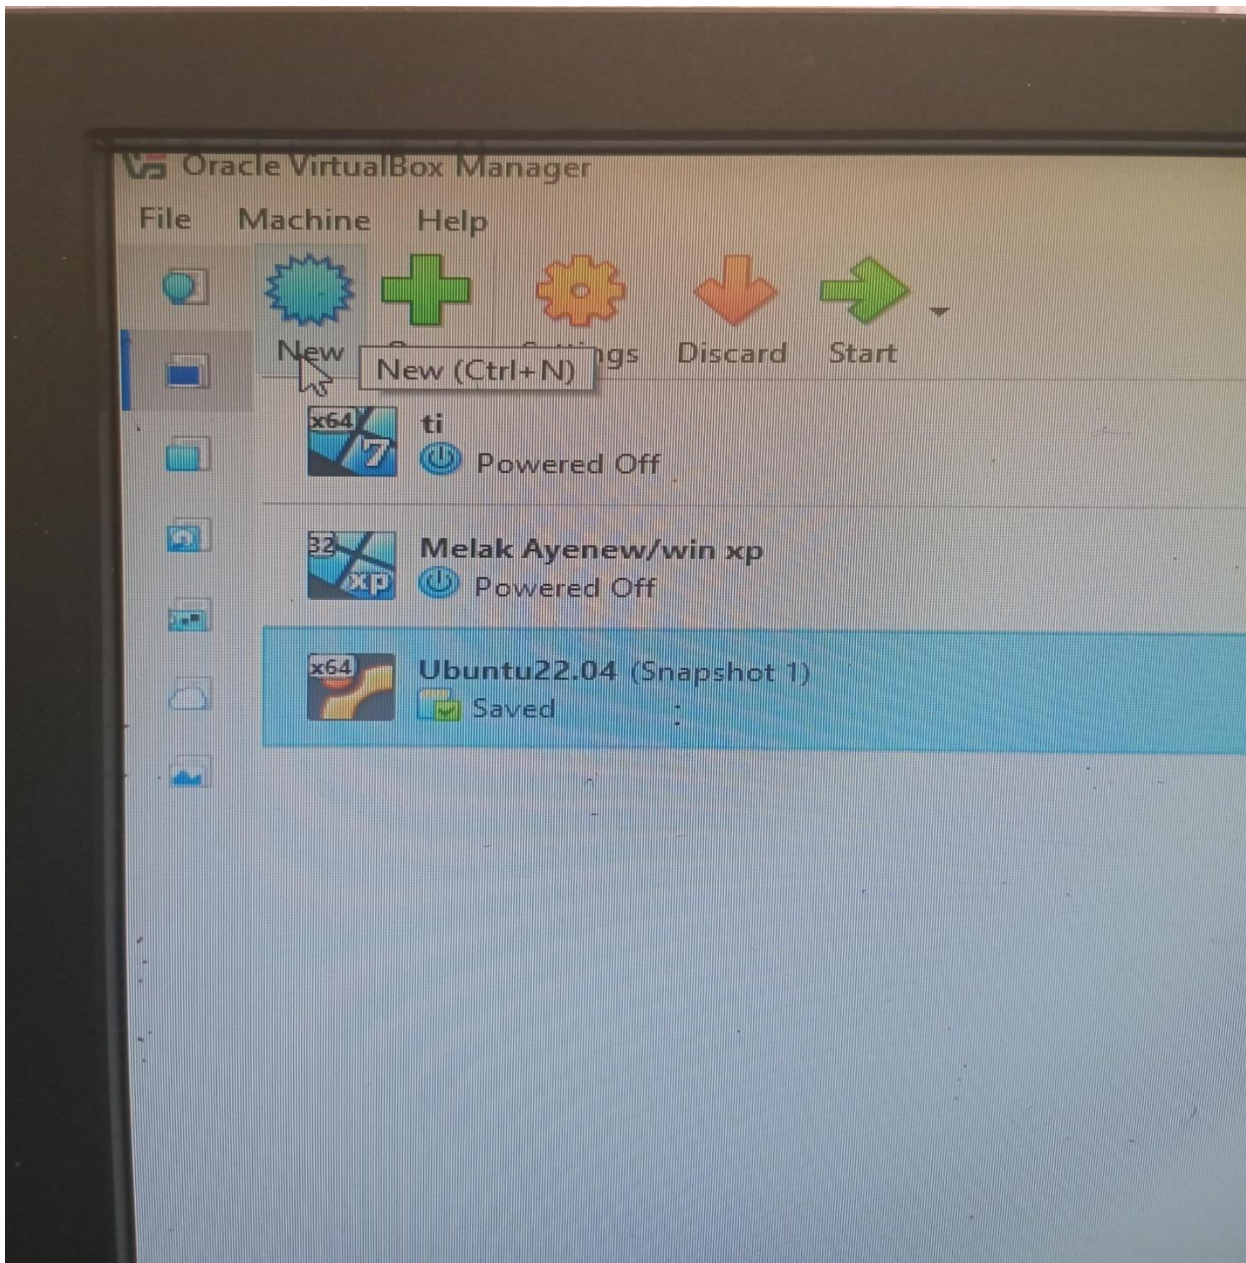 Oracle VirtualBox Manager
File Machine Help
New Discard Start
New (Ctrl+N)
x64 7 ti
Powered Off
32 xp Melak Ayenew/win xp
Powered Off
x64 Ubuntu22.04 (Snapshot 1)
Saved